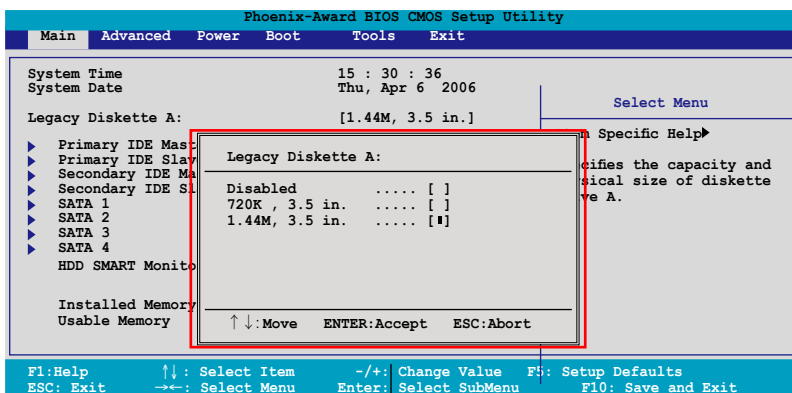 Phoenix-Award BIOS CMOS Setup Utility
Main Advanced Power Boot Tools Exit
System Time 15 : 30 : 36
System Date Thu, Apr 6 2006
Legacy Diskette A: [1.44M, 3.5 in.]
Primary IDE Mast
Primary IDE Slav
Secondary IDE Ma
Secondary IDE Sl
SATA 1
SATA 2
SATA 3
SATA 4
HDD SMART Monito
Installed Memory
Usable Memory
Legacy Diskette A:
Disabled ..... [ ]
720K , 3.5 in. ..... [ ]
1.44M, 3.5 in. ..... [▮]
↑↓:Move ENTER:Accept ESC:Abort
Select Menu
Specific Help▶
cifies the capacity and
sical size of diskette
ve A.
F1:Help ↑↓: Select Item -/+: Change Value F5: Setup Defaults
ESC: Exit →←: Select Menu Enter: Select SubMenu F10: Save and Exit